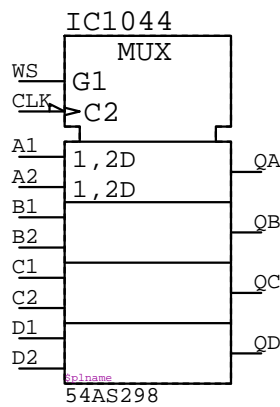 IC1044
MUX
WS G1
CLK C2
A1 1,2D QA
A2 1,2D
B1 QB
B2
C1 QC
C2
D1 QD
D2
$plname
54AS298